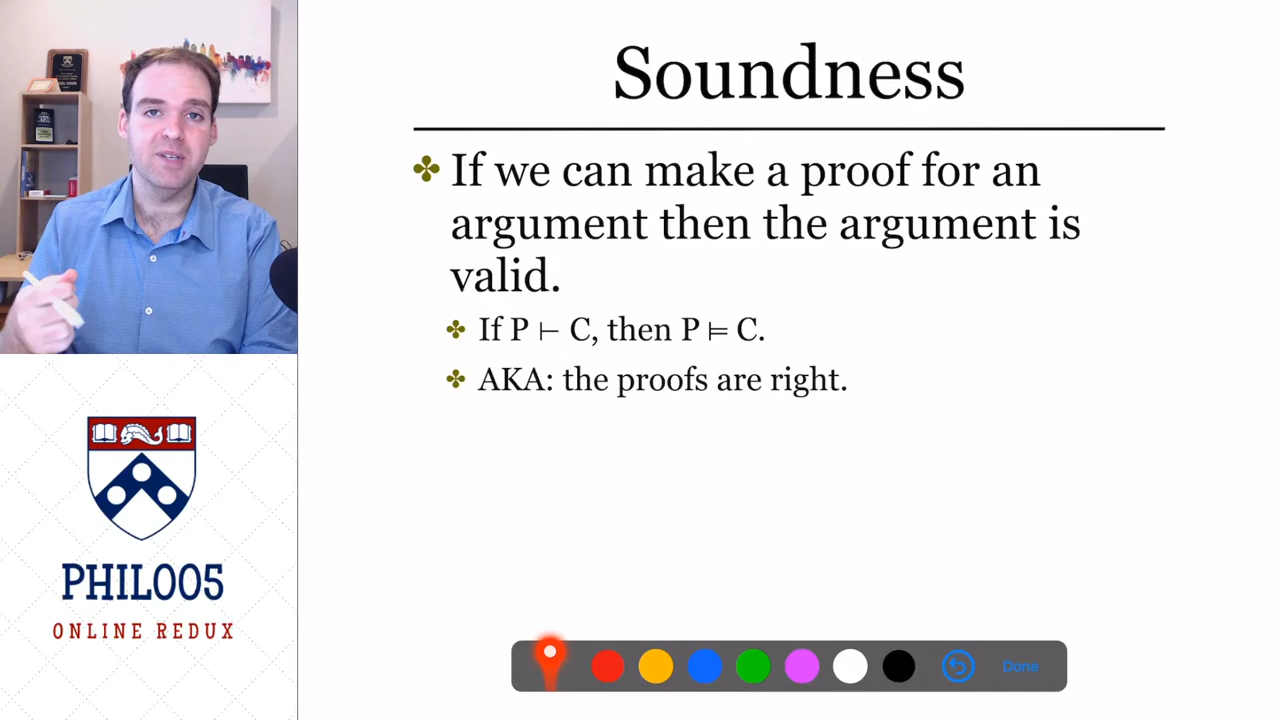 Soundness
✤ If we can make a proof for an
argument then the argument is
valid.
✤ If P ⊢ C, then P ⊨ C.
✤ AKA: the proofs are right.
PHIL005
ONLINE REDUX
Done